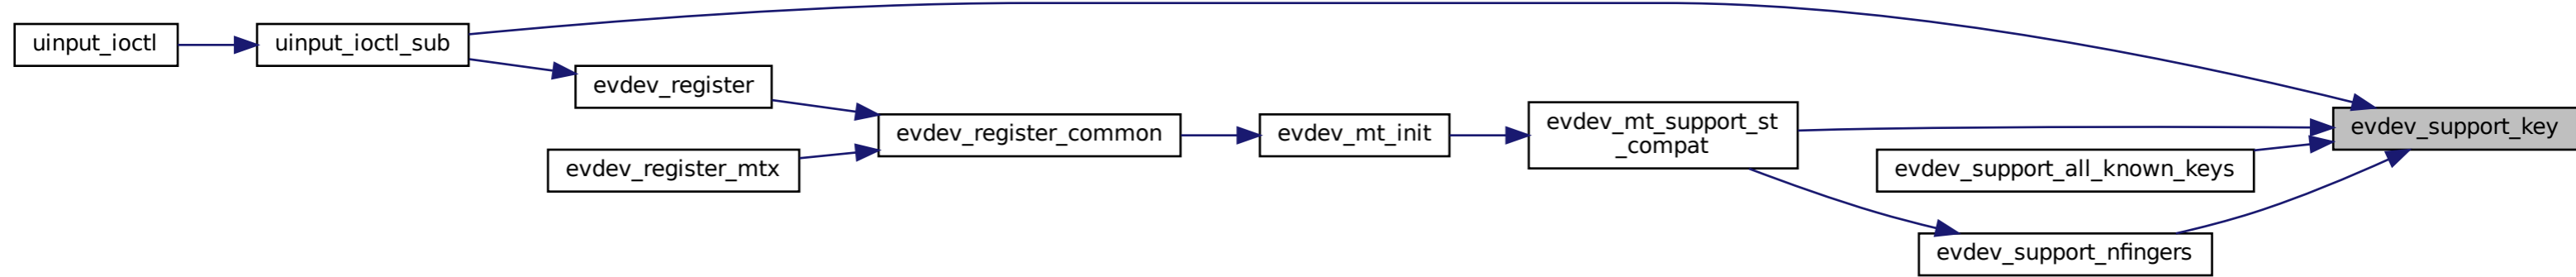 uinput_ioctl
uinput_ioctl_sub
evdev_register
evdev_register_mtx
evdev_register_common
evdev_mt_init
evdev_mt_support_st
_compat
evdev_support_all_known_keys
evdev_support_nfingers
evdev_support_key